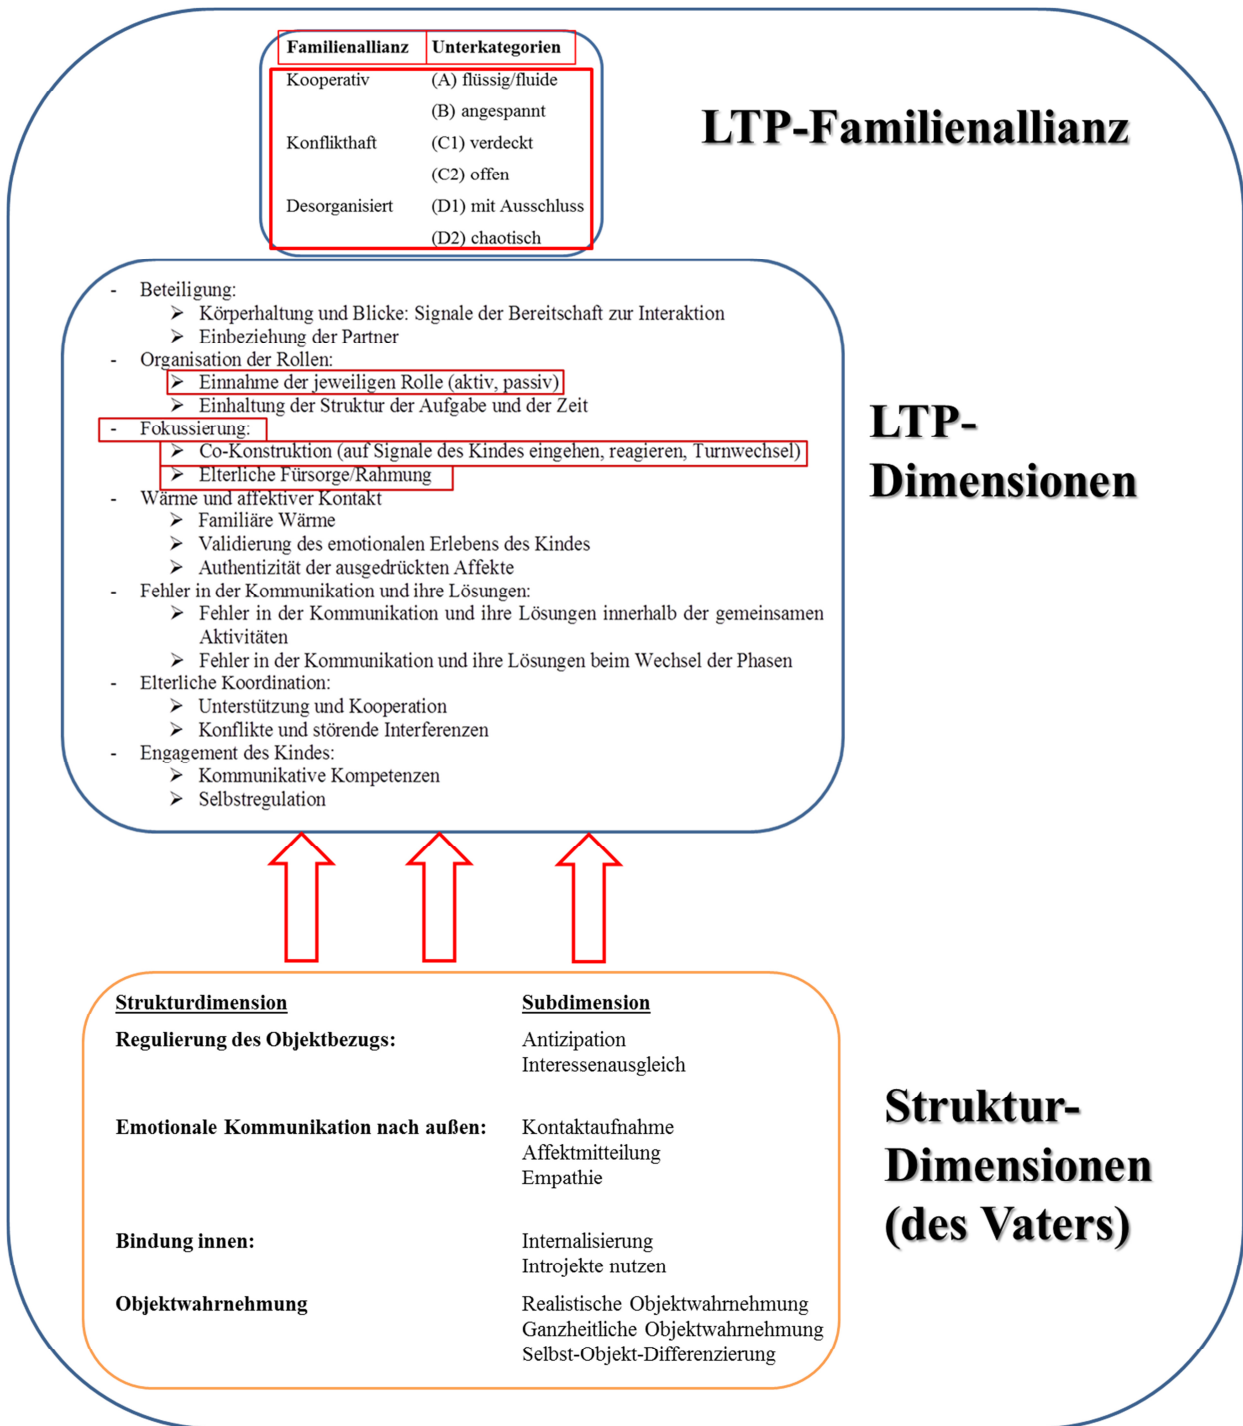 Familienallianz Unterkategorien
Kooperativ (A) flüssig/fluide
(B) angespannt
Konflikthaft (C1) verdeckt
(C2) offen
Desorganisiert (D1) mit Ausschluss
(D2) chaotisch
LTP-Familienallianz
- Beteiligung:
➢ Körperhaltung und Blicke: Signale der Bereitschaft zur Interaktion
➢ Einbeziehung der Partner
- Organisation der Rollen:
➢ Einnahme der jeweiligen Rolle (aktiv, passiv)
➢ Einhaltung der Struktur der Aufgabe und der Zeit
- Fokussierung:
➢ Co-Konstruktion (auf Signale des Kindes eingehen, reagieren, Turnwechsel)
➢ Elterliche Fürsorge/Rahmung
- Wärme und affektiver Kontakt
➢ Familiäre Wärme
➢ Validierung des emotionalen Erlebens des Kindes
➢ Authentizität der ausgedrückten Affekte
- Fehler in der Kommunikation und ihre Lösungen:
➢ Fehler in der Kommunikation und ihre Lösungen innerhalb der gemeinsamen
Aktivitäten
➢ Fehler in der Kommunikation und ihre Lösungen beim Wechsel der Phasen
- Elterliche Koordination:
➢ Unterstützung und Kooperation
➢ Konflikte und störende Interferenzen
- Engagement des Kindes:
➢ Kommunikative Kompetenzen
➢ Selbstregulation
LTP-
Dimensionen
Strukturdimension Subdimension
Regulierung des Objektbezugs: Antizipation
Interessenausgleich
Emotionale Kommunikation nach außen: Kontaktaufnahme
Affektmitteilung
Empathie
Bindung innen: Internalisierung
Introjekte nutzen
Objektwahrnehmung Realistische Objektwahrnehmung
Ganzheitliche Objektwahrnehmung
Selbst-Objekt-Differenzierung
Struktur-
Dimensionen
(des Vaters)